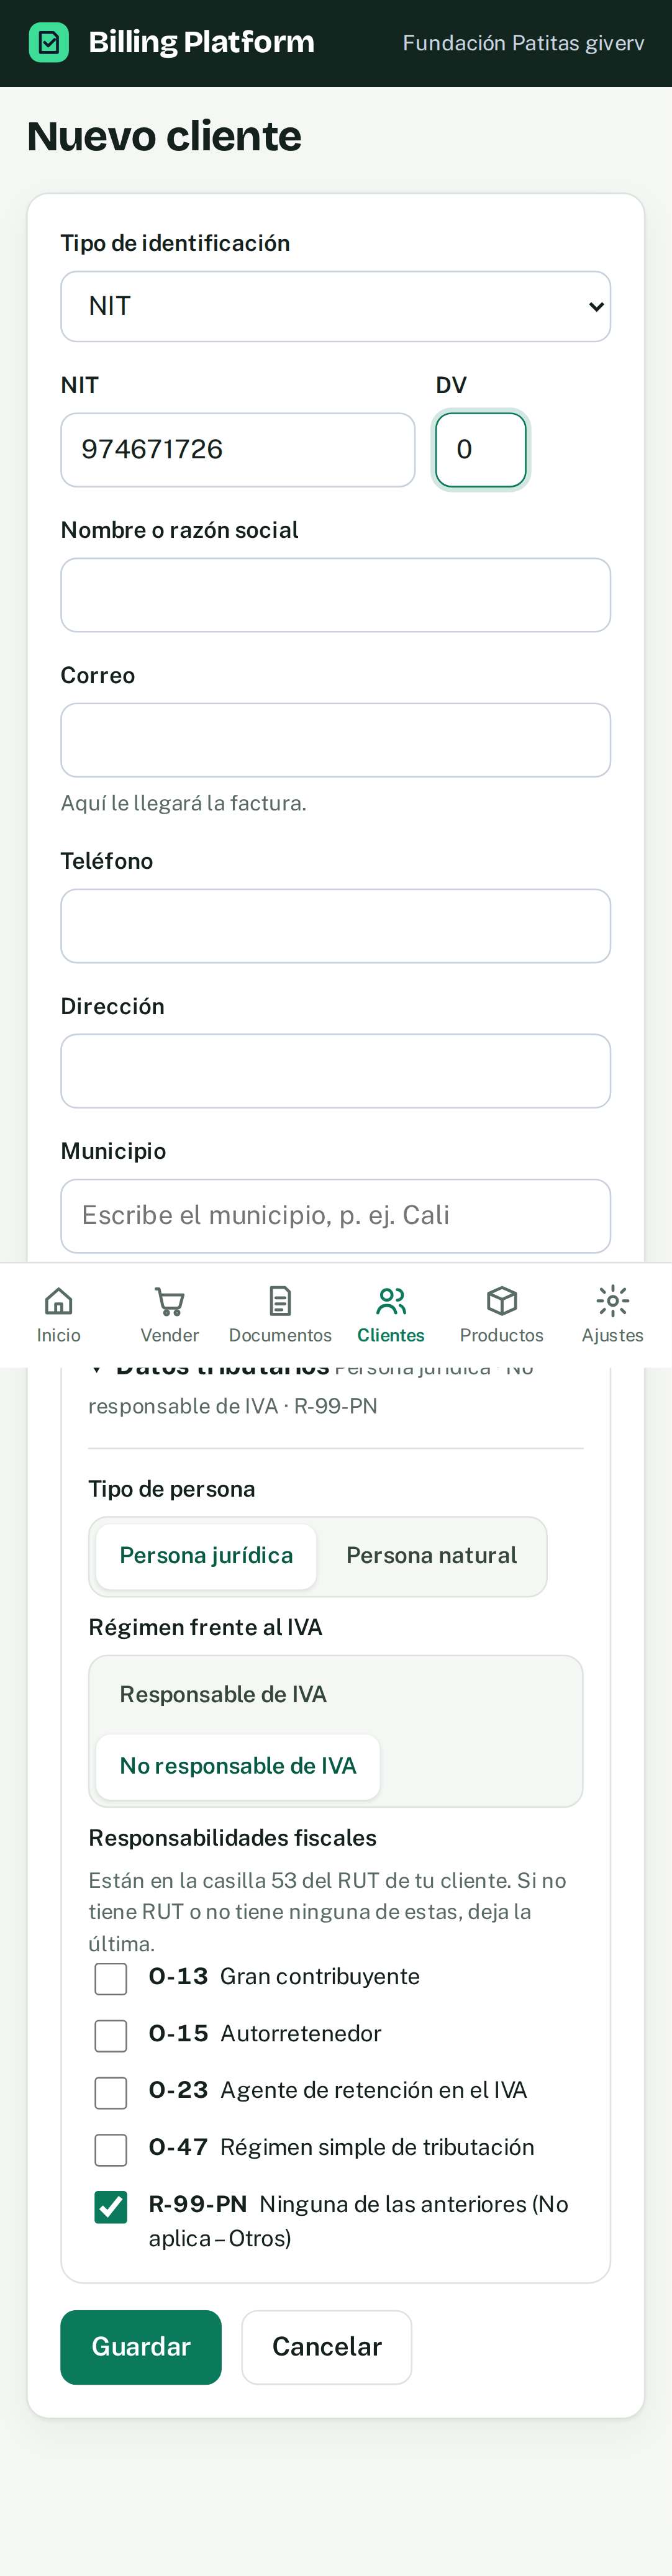 Billing Platform
Fundación Patitas giverv
Nuevo cliente
Tipo de identificación
NIT
NIT
DV
974671726
0
Nombre o razón social
Correo
Aquí le llegará la factura.
Teléfono
Dirección
Municipio
Escribe el municipio, p. ej. Cali
Inicio
Vender
Documentos
Clientes
Productos
Ajustes
Datos tributarios Persona jurídica · No
responsable de IVA · R-99-PN
Tipo de persona
Persona jurídica
Persona natural
Régimen frente al IVA
Responsable de IVA
No responsable de IVA
Responsabilidades fiscales
Están en la casilla 53 del RUT de tu cliente. Si no
tiene RUT o no tiene ninguna de estas, deja la
última.
O-13 Gran contribuyente
O-15 Autorretenedor
O-23 Agente de retención en el IVA
O-47 Régimen simple de tributación
R-99-PN Ninguna de las anteriores (No
aplica – Otros)
Guardar
Cancelar